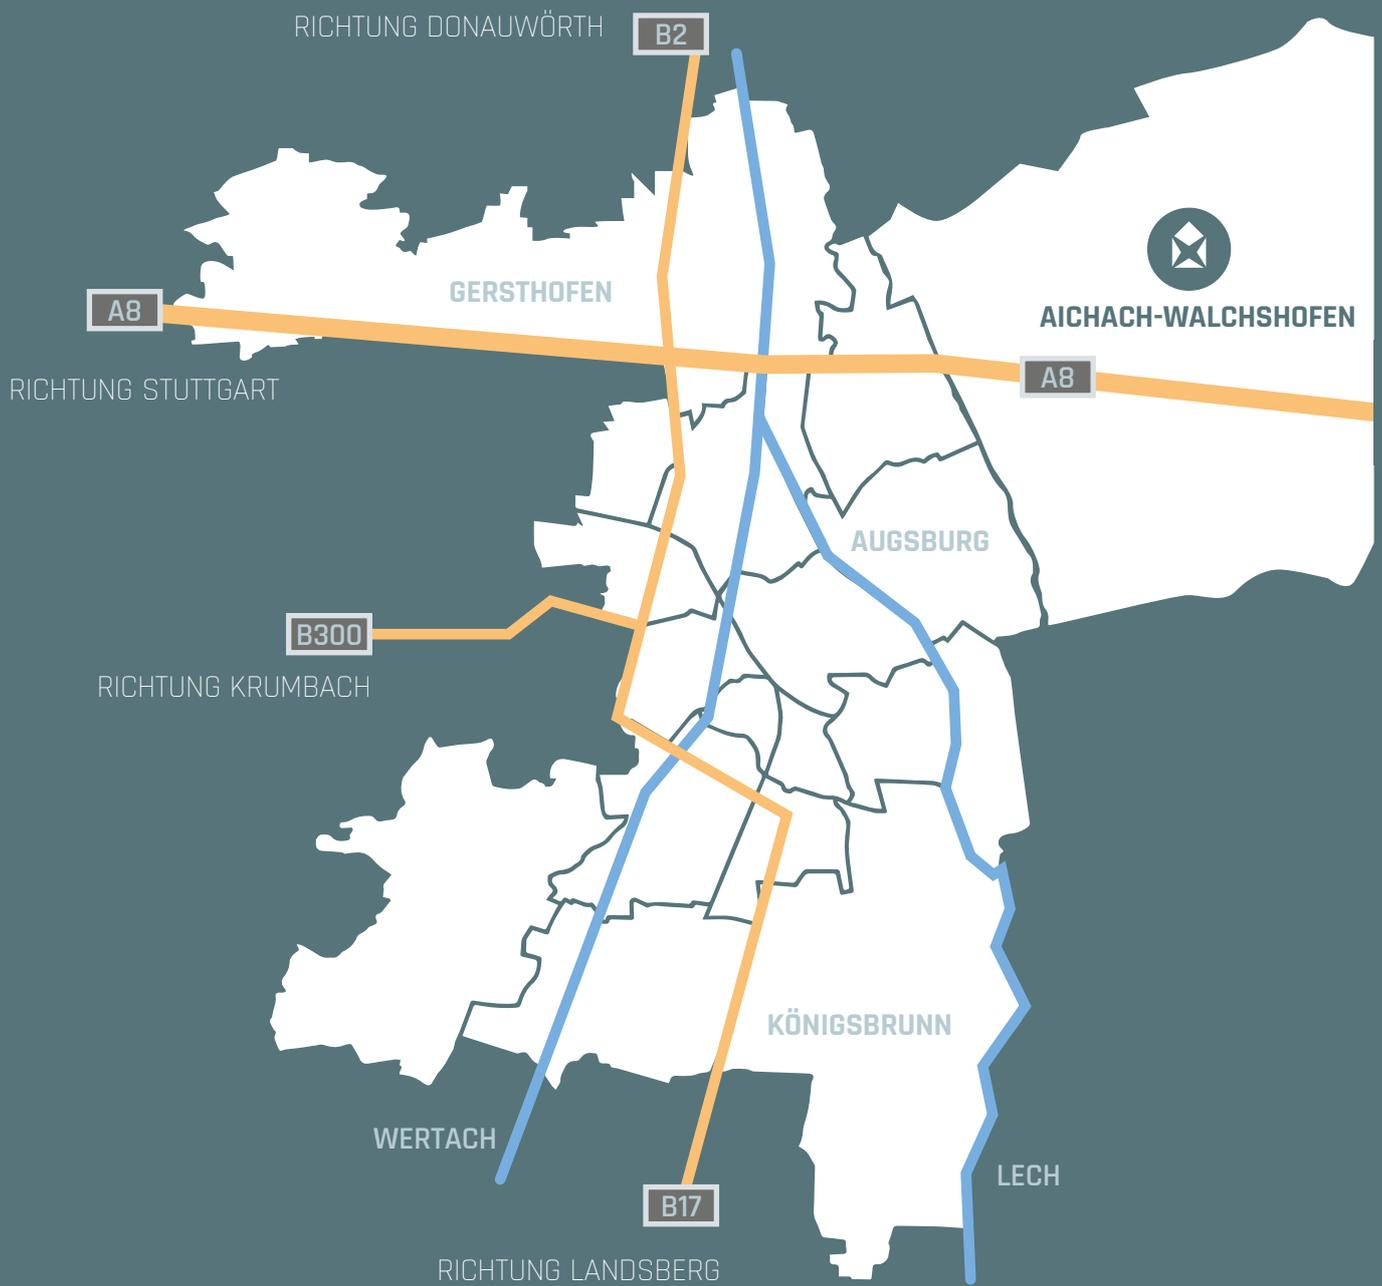 RICHTUNG DONAUWÖRTH
B2
GERSTHOFEN
A8
AICHACH-WALCHSHOFEN
A8
RICHTUNG STUTTGART
AUGSBURG
B300
RICHTUNG KRUMBACH
KÖNIGSBRUNN
WERTACH
LECH
B17
RICHTUNG LANDSBERG